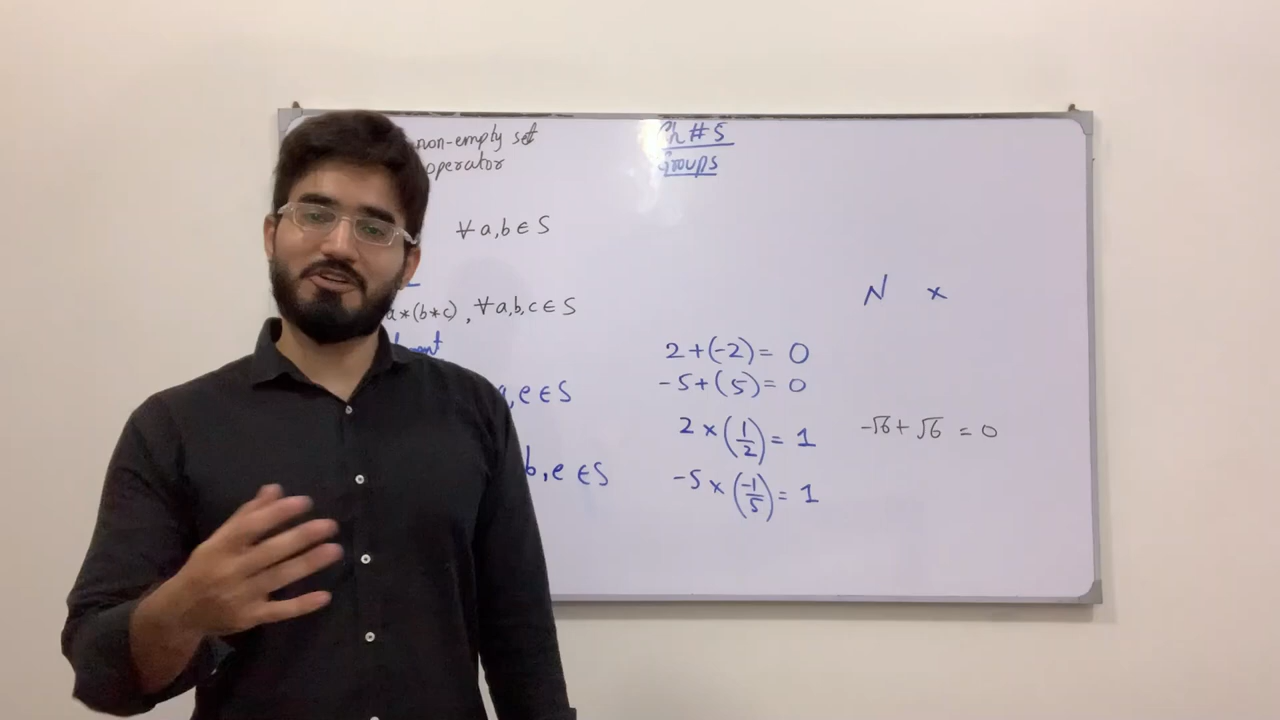 non-empty set
operator
∀ a,b ∈ S
a*(b*c), ∀a,b,c ∈ S
,e ∈ S
b,e ∈ S
Ch # 5
Groups
N ×
2+(-2) = 0
-5+(5) = 0
2 × (1/2) = 1
-5 × (-1/5) = 1
-√6 + √6 = 0